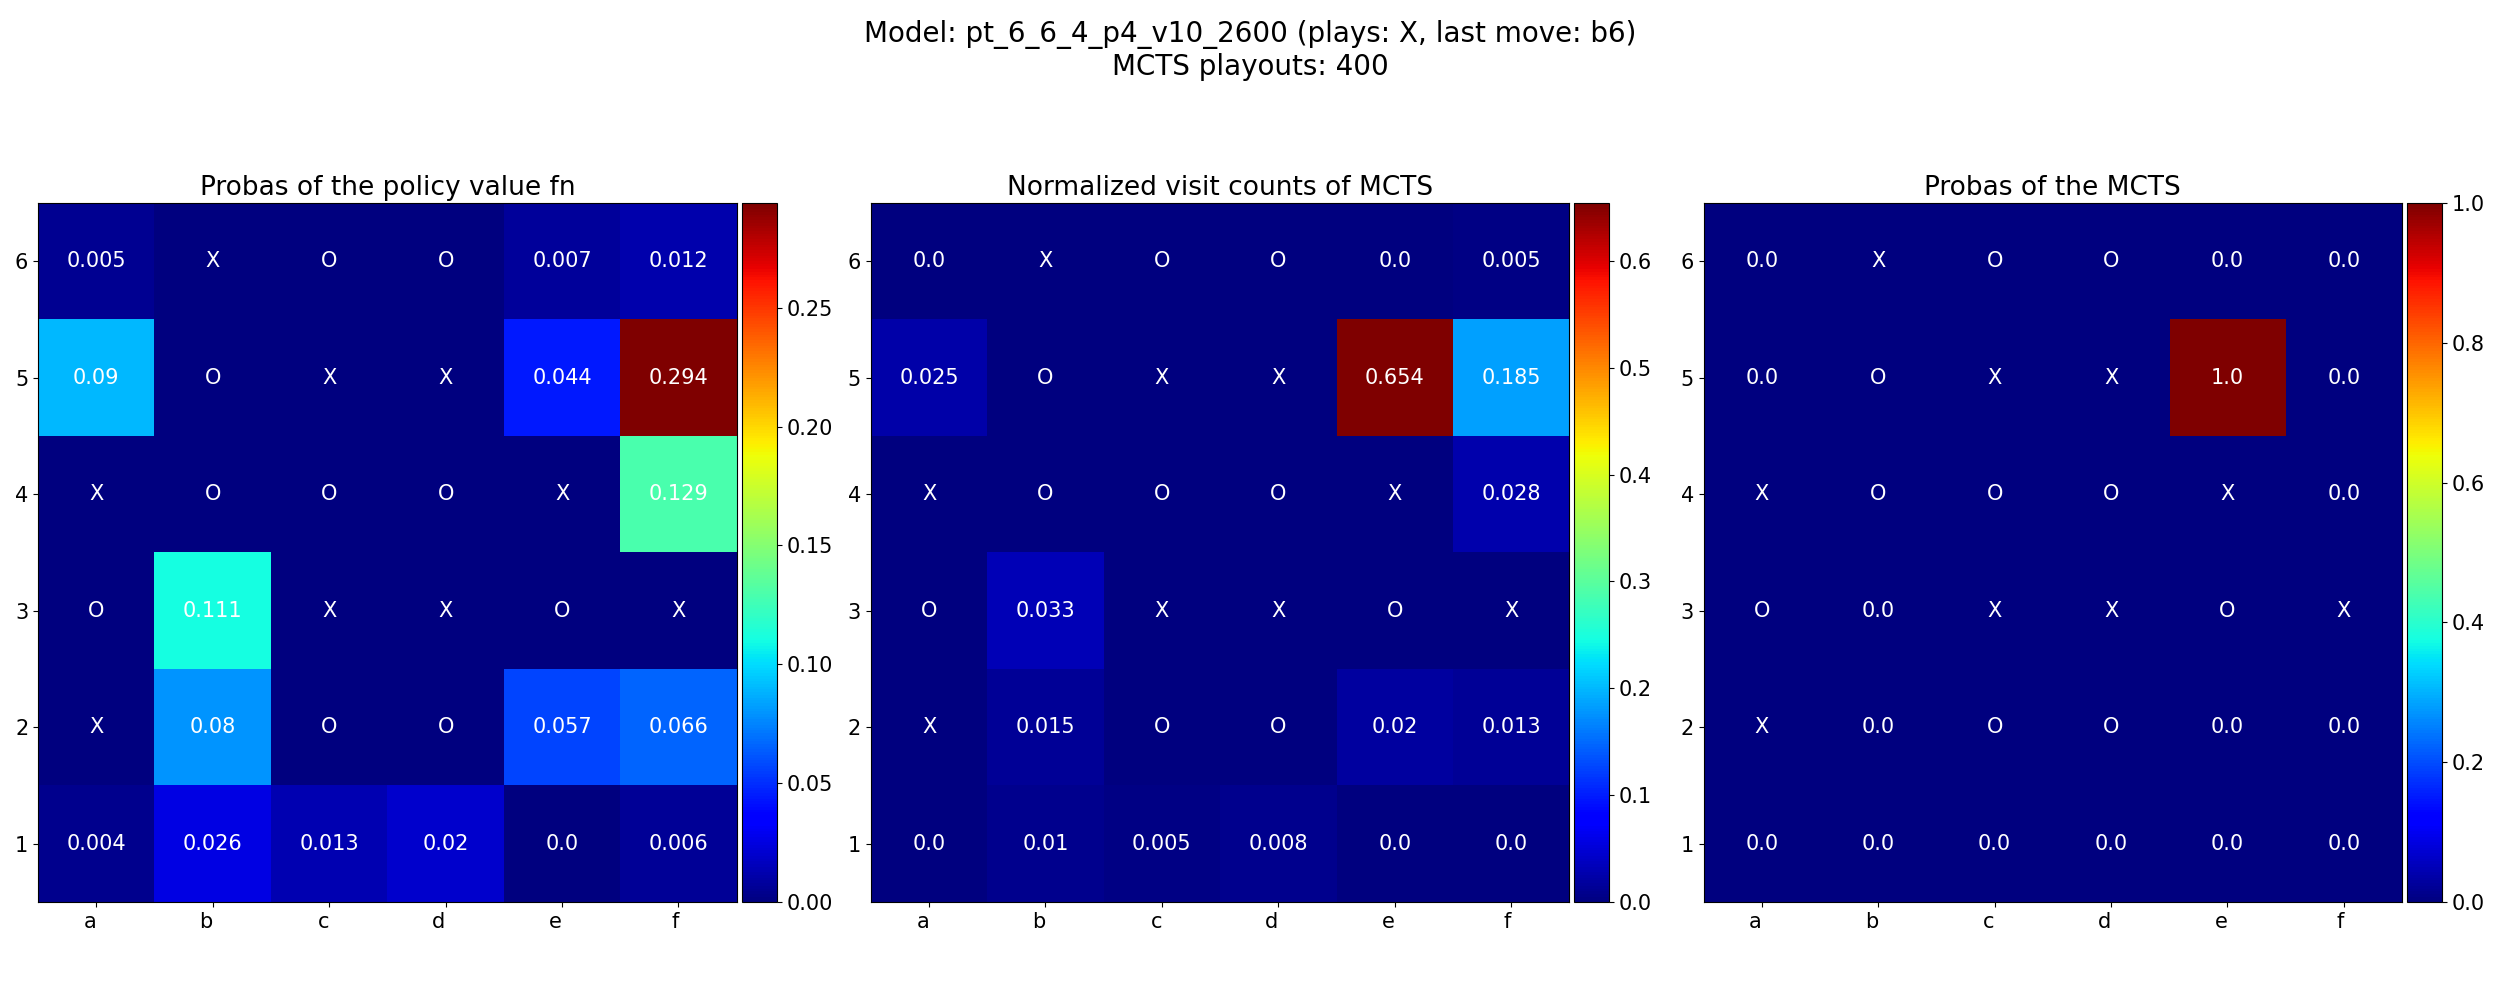 Model: pt_6_6_4_p4_v10_2600 (plays: X, last move: b6)
MCTS playouts: 400
Probas of the policy value fn
6 0.005 X O O 0.007 0.012
5 0.09 O X X 0.044 0.294
4 X O O O X 0.129
3 O 0.111 X X O X
2 X 0.08 O O 0.057 0.066
1 0.004 0.026 0.013 0.02 0.0 0.006
a b c d e f
0.25
0.20
0.15
0.10
0.05
0.00
Normalized visit counts of MCTS
6 0.0 X O O 0.0 0.005
5 0.025 O X X 0.654 0.185
4 X O O O X 0.028
3 O 0.033 X X O X
2 X 0.015 O O 0.02 0.013
1 0.0 0.01 0.005 0.008 0.0 0.0
a b c d e f
0.6
0.5
0.4
0.3
0.2
0.1
0.0
Probas of the MCTS
6 0.0 X O O 0.0 0.0
5 0.0 O X X 1.0 0.0
4 X O O O X 0.0
3 O 0.0 X X O X
2 X 0.0 O O 0.0 0.0
1 0.0 0.0 0.0 0.0 0.0 0.0
a b c d e f
1.0
0.8
0.6
0.4
0.2
0.0